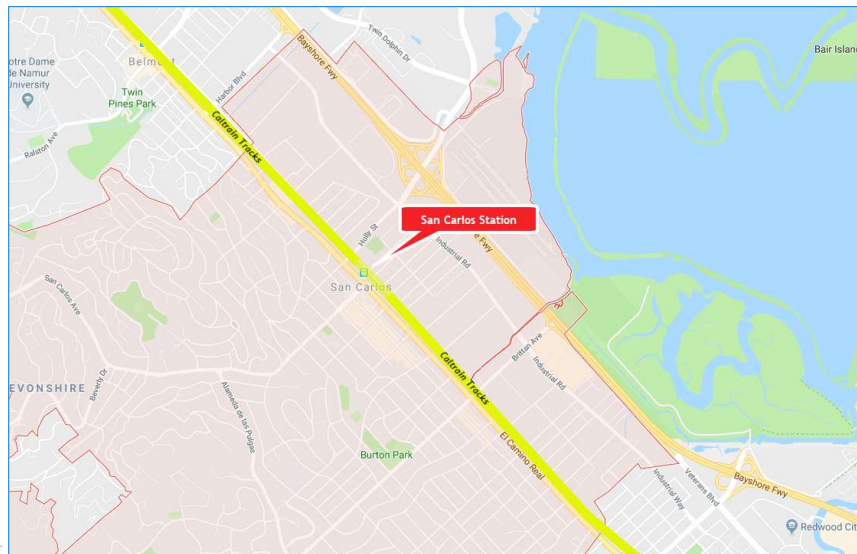 Twin Dolphin Dr
Bayshore Fwy
Bair Island
otre Dame
de Namur
University
Belmont
Harbor Blvd
Twin
Pines Park
Ralston Ave
Caltrain Tracks
San Carlos Station
Holly St
re Fwy
Industrial Rd
San Carlos
San Carlos Ave
Brittan Ave
Industrial Rd
Caltrain Tracks
EVONSHIRE
Beverly Dr
Alameda de las Pulgas
El Camino Real
Burton Park
Industrial Way
Veterans Blvd
Bayshore Fwy
Redwood Cit